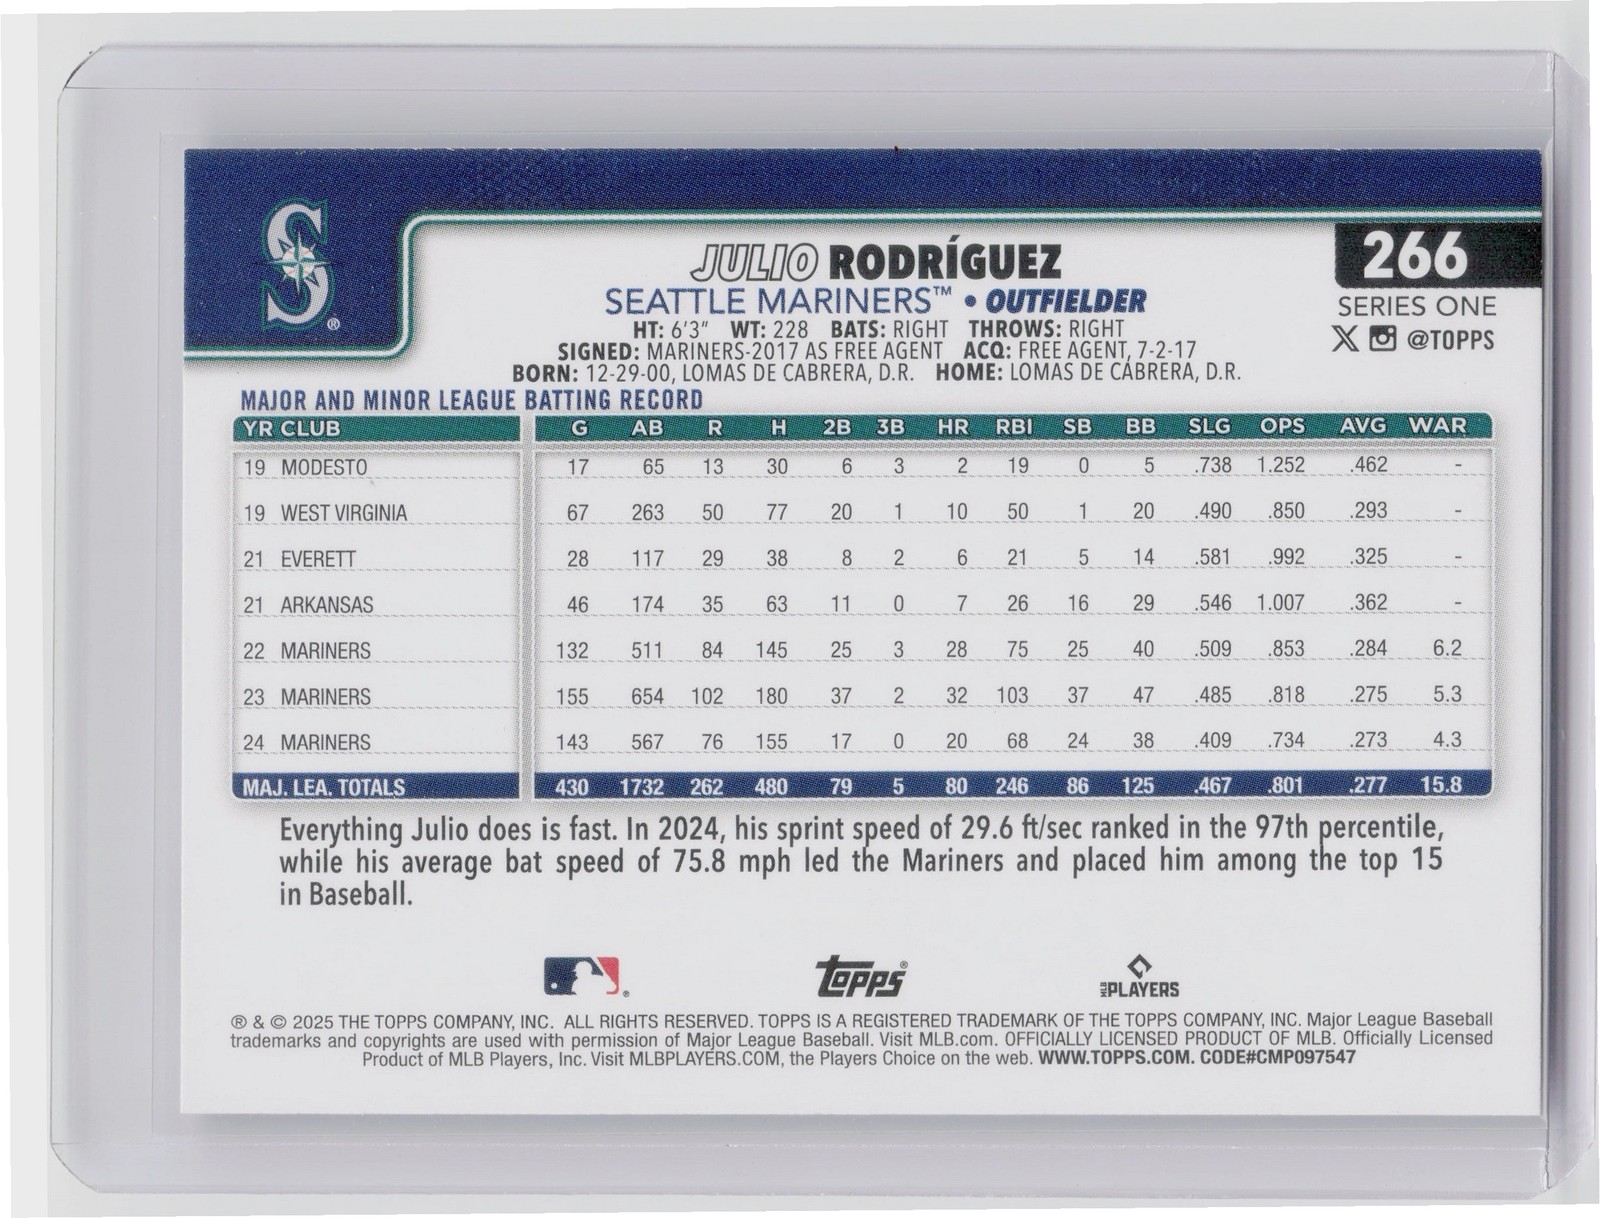 JULIO RODRÍGUEZ
SEATTLE MARINERS™ • OUTFIELDER
266
SERIES ONE
@TOPPS
HT: 6'3" WT: 228 BATS: RIGHT THROWS: RIGHT
SIGNED: MARINERS-2017 AS FREE AGENT ACQ: FREE AGENT, 7-2-17
BORN: 12-29-00, LOMAS DE CABRERA, D.R. HOME: LOMAS DE CABRERA, D.R.
MAJOR AND MINOR LEAGUE BATTING RECORD
YR CLUB G AB R H 2B 3B HR RBI SB BB SLG OPS AVG WAR
19 MODESTO 17 65 13 30 6 3 2 19 0 5 .738 1.252 .462 -
19 WEST VIRGINIA 67 263 50 77 20 1 10 50 1 20 .490 .850 .293 -
21 EVERETT 28 117 29 38 8 2 6 21 5 14 .581 .992 .325 -
21 ARKANSAS 46 174 35 63 11 0 7 26 16 29 .546 1.007 .362 -
22 MARINERS 132 511 84 145 25 3 28 75 25 40 .509 .853 .284 6.2
23 MARINERS 155 654 102 180 37 2 32 103 37 47 .485 .818 .275 5.3
24 MARINERS 143 567 76 155 17 0 20 68 24 38 .409 .734 .273 4.3
MAJ. LEA. TOTALS 430 1732 262 480 79 5 80 246 86 125 .467 .801 .277 15.8
Everything Julio does is fast. In 2024, his sprint speed of 29.6 ft/sec ranked in the 97th percentile,
while his average bat speed of 75.8 mph led the Mariners and placed him among the top 15
in Baseball.
Topps®
MLB PLAYERS
® & © 2025 THE TOPPS COMPANY, INC. ALL RIGHTS RESERVED. TOPPS IS A REGISTERED TRADEMARK OF THE TOPPS COMPANY, INC. Major League Baseball
trademarks and copyrights are used with permission of Major League Baseball. Visit MLB.com. OFFICIALLY LICENSED PRODUCT OF MLB. Officially Licensed
Product of MLB Players, Inc. Visit MLBPLAYERS.COM, the Players Choice on the web. WWW.TOPPS.COM. CODE#CMP097547